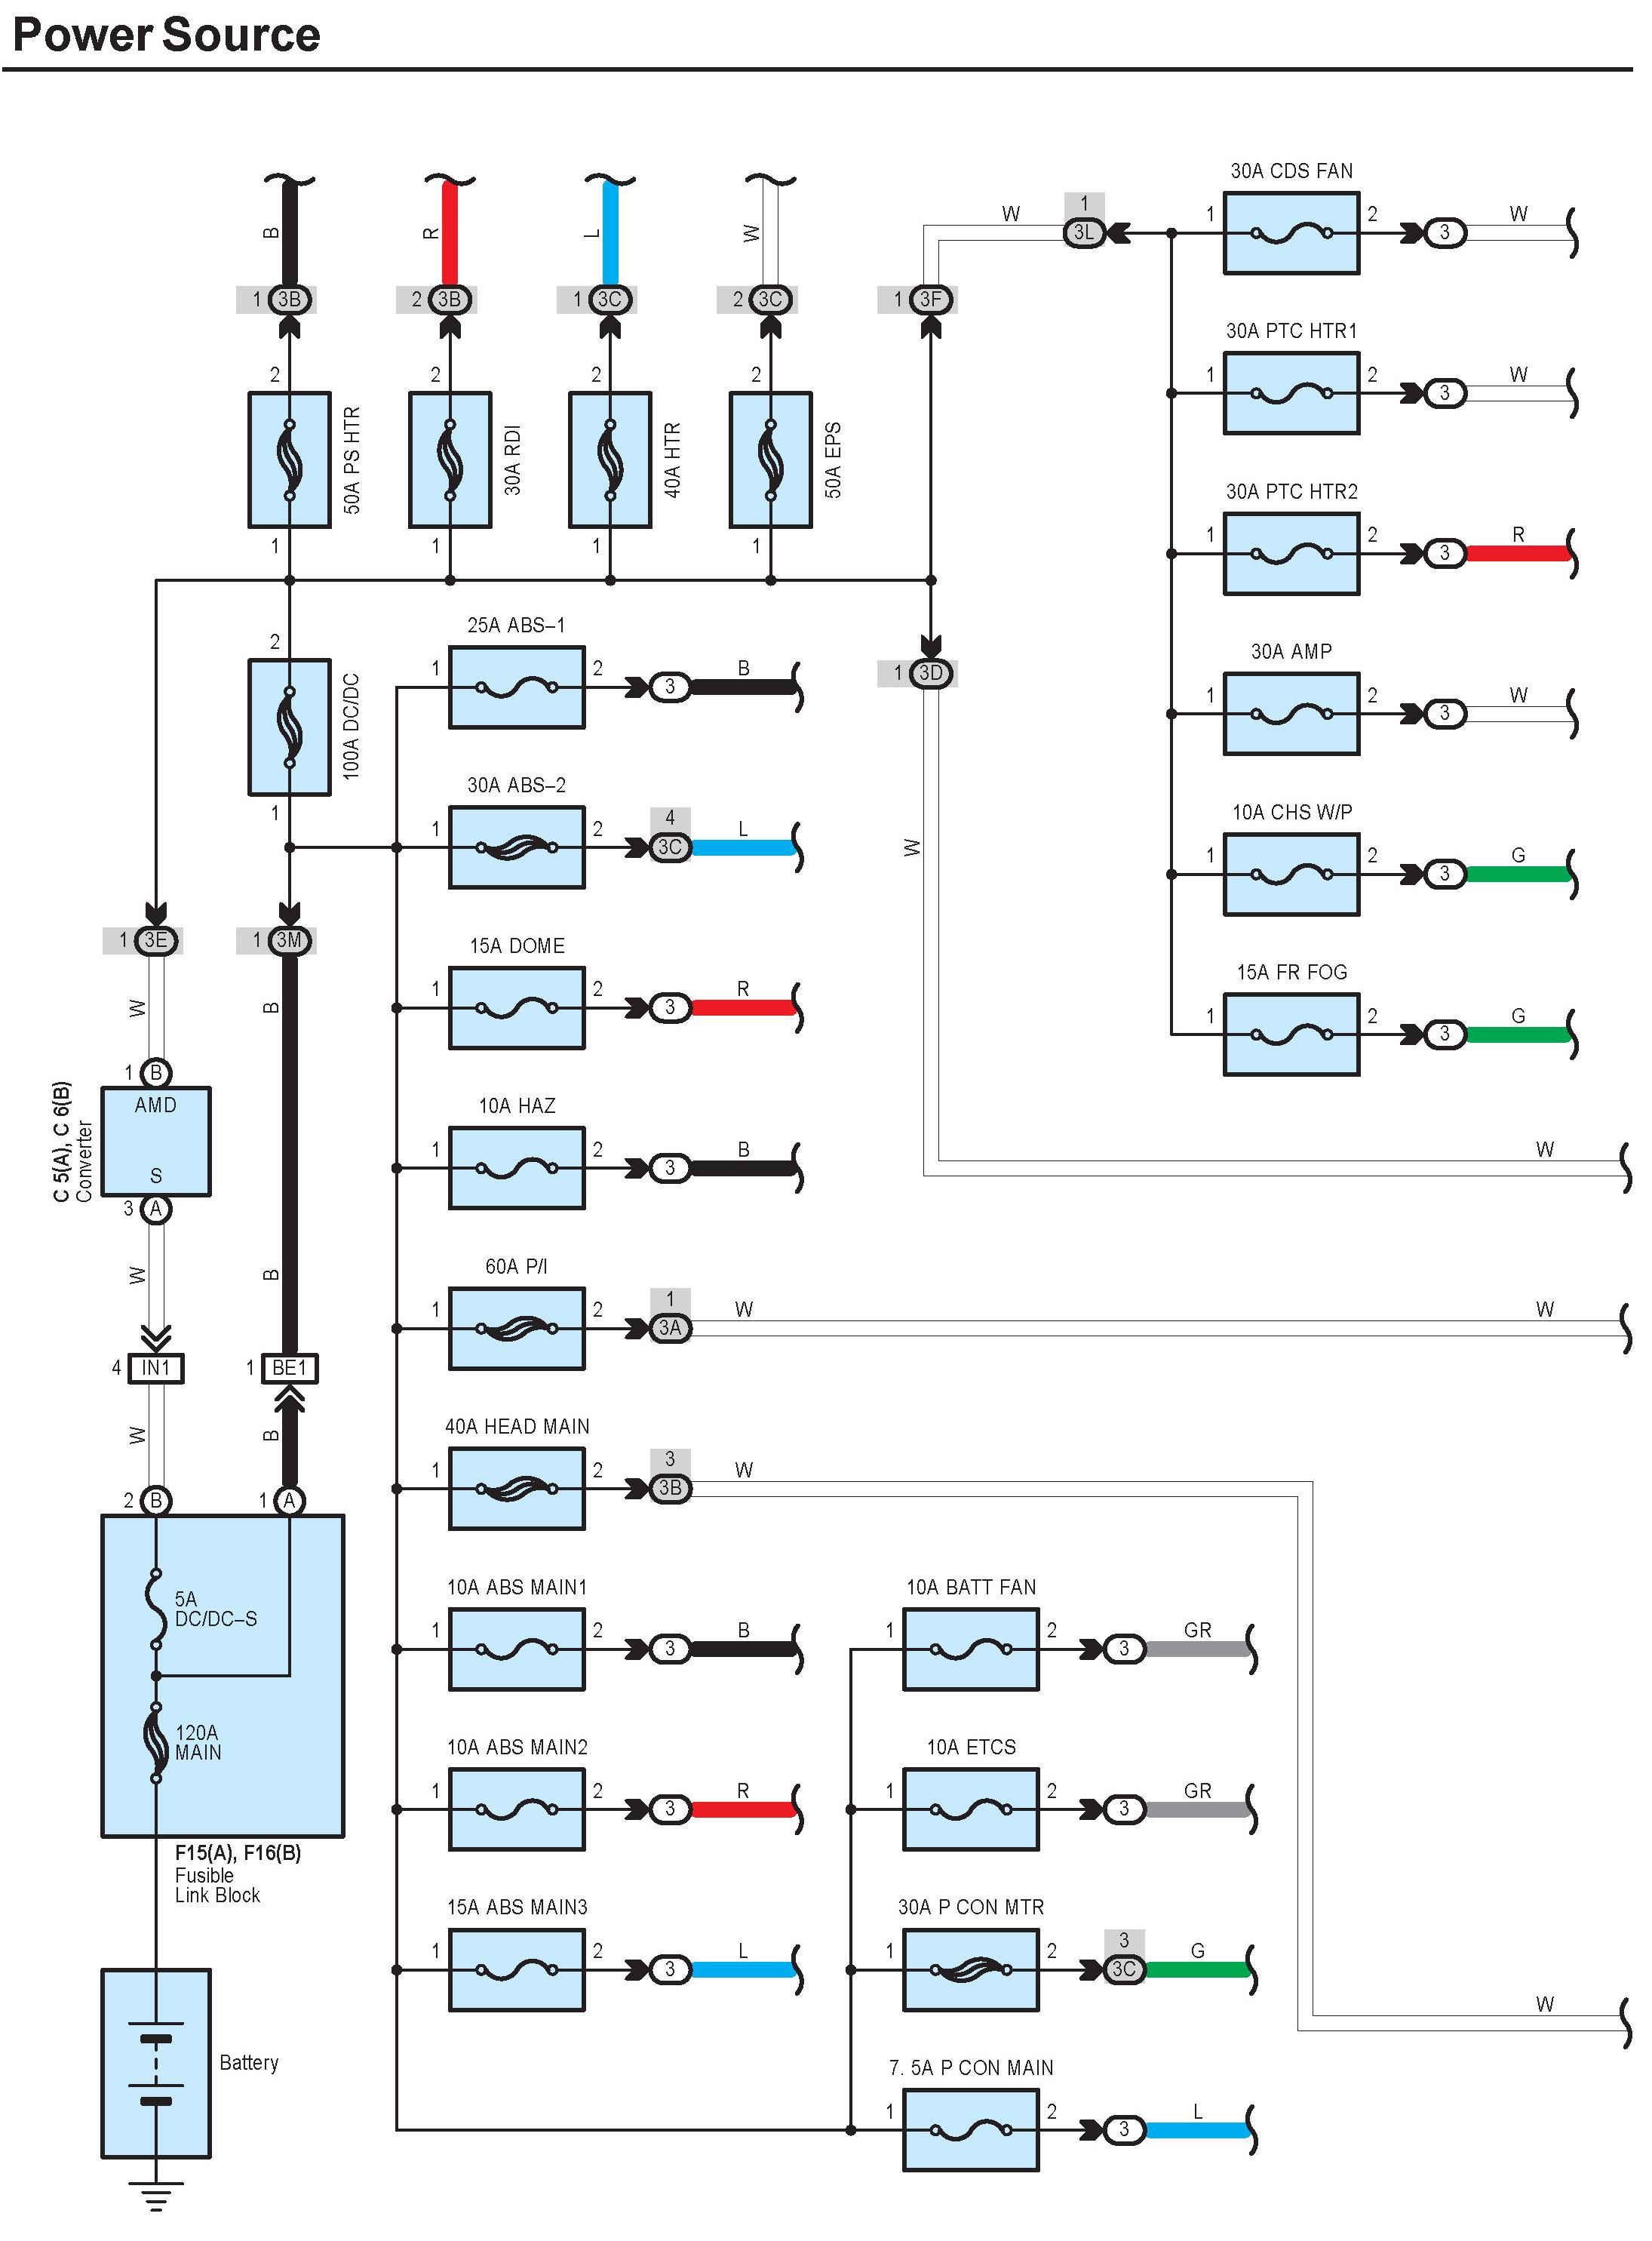 Power Source
B
R
L
W
1 3B
2 3B
1 3C
2 3C
1 3F
W
1
3L
2
50A PS HTR
1
2
30A RDI
1
2
40A HTR
1
2
50A EPS
1
30A CDS FAN
1 2 3 W
30A PTC HTR1
1 2 3 W
30A PTC HTR2
1 2 3 R
30A AMP
1 2 3 W
10A CHS W/P
1 2 3 G
15A FR FOG
1 2 3 G
1 3D
W
W
2
100A DC/DC
1
25A ABS–1
1 2 3 B
30A ABS–2
1 2 4
3C L
15A DOME
1 2 3 R
10A HAZ
1 2 3 B
60A P/I
1 2 1
3A W W
40A HEAD MAIN
1 2 3
3B W W
10A ABS MAIN1
1 2 3 B
10A ABS MAIN2
1 2 3 R
15A ABS MAIN3
1 2 3 L
10A BATT FAN
1 2 3 GR
10A ETCS
1 2 3 GR
30A P CON MTR
1 2 3
3C G
7. 5A P CON MAIN
1 2 3 L
1 3E
1 3M
W
B
1 B
AMD
S
C 5(A), C 6(B)
Converter
3 A
W
B
4 IN1
1 BE1
W
B
2 B
1 A
5A
DC/DC–S
120A
MAIN
F15(A), F16(B)
Fusible
Link Block
Battery